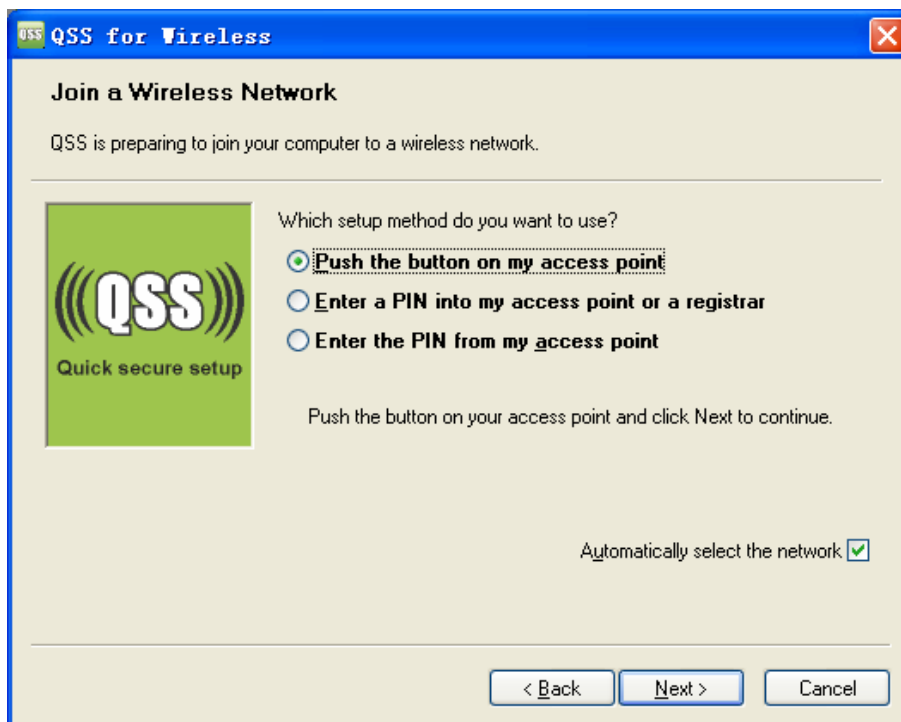 QSS QSS for Wireless
Join a Wireless Network
QSS is preparing to join your computer to a wireless network.
Which setup method do you want to use?
Push the button on my access point
Enter a PIN into my access point or a registrar
Enter the PIN from my access point
(((QSS)))
Quick secure setup
Push the button on your access point and click Next to continue.
Automatically select the network
< Back
Next >
Cancel